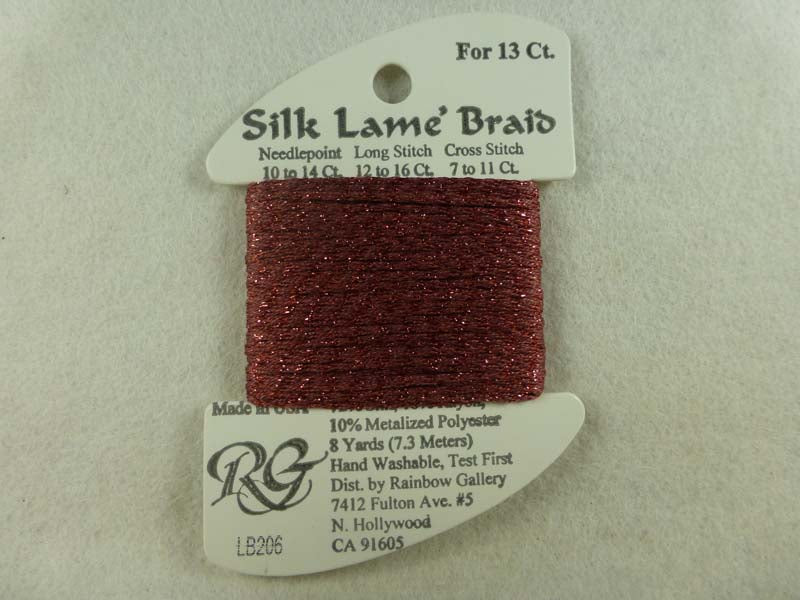 For 13 Ct.
Silk Lame' Braid
Needlepoint Long Stitch Cross Stitch
10 to 14 Ct. 12 to 16 Ct. 7 to 11 Ct.
Made in USA
10% Metalized Polyester
8 Yards (7.3 Meters)
Hand Washable, Test First
Dist. by Rainbow Gallery
7412 Fulton Ave. #5
N. Hollywood
CA 91605
RG
LB206